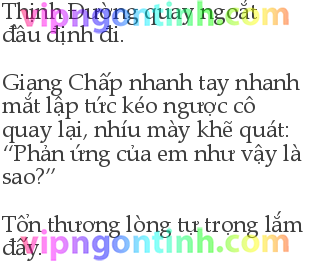 Thịnh Đường quay ngoắt
đầu định đi.
Giang Chấp nhanh tay nhanh
mắt lập tức kéo ngược cô
quay lại, nhíu mày khẽ quát:
“Phản ứng của em như vậy là
sao?”
Tổn thương lòng tự trọng lắm
đấy.
vipngontinh.com
vipngontinh.com